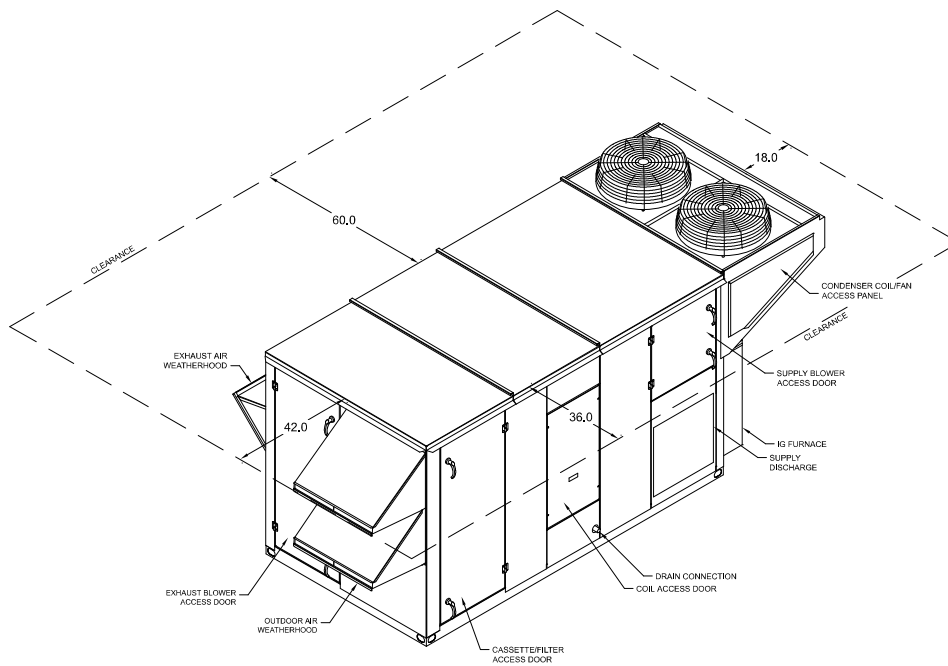 18.0
60.0
CLEARANCE
CONDENSER COIL/FAN
ACCESS PANEL
CLEARANCE
EXHAUST AIR
WEATHERHOOD
SUPPLY BLOWER
ACCESS DOOR
36.0
42.0
IG FURNACE
SUPPLY
DISCHARGE
DRAIN CONNECTION
COIL ACCESS DOOR
EXHAUST BLOWER
ACCESS DOOR
OUTDOOR AIR
WEATHERHOOD
CASSETTE/FILTER
ACCESS DOOR